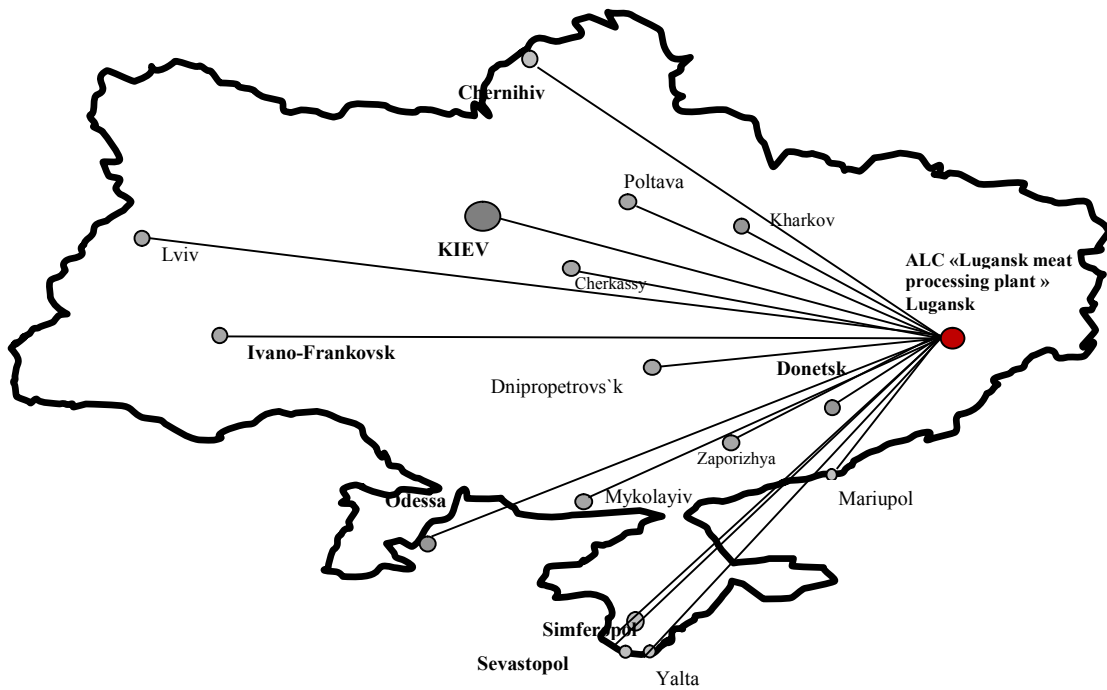 Chernihiv
Poltava
Kharkov
KIEV
Lviv
Cherkassy
ALC «Lugansk meat
processing plant »
Lugansk
Ivano-Frankovsk
Donetsk
Dnipropetrovs`k
Zaporizhya
Mykolayiv
Mariupol
Odessa
Simferopol
Sevastopol
Yalta